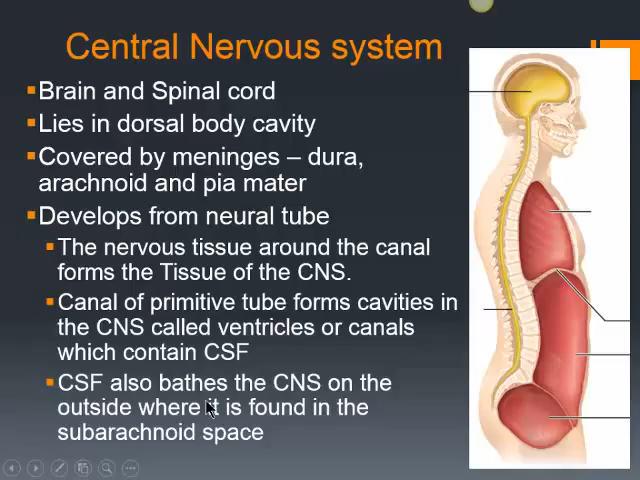 Central Nervous system
▪Brain and Spinal cord
▪Lies in dorsal body cavity
▪Covered by meninges – dura,
arachnoid and pia mater
▪Develops from neural tube
▪The nervous tissue around the canal
forms the Tissue of the CNS.
▪Canal of primitive tube forms cavities in
the CNS called ventricles or canals
which contain CSF
▪CSF also bathes the CNS on the
outside where it is found in the
subarachnoid space